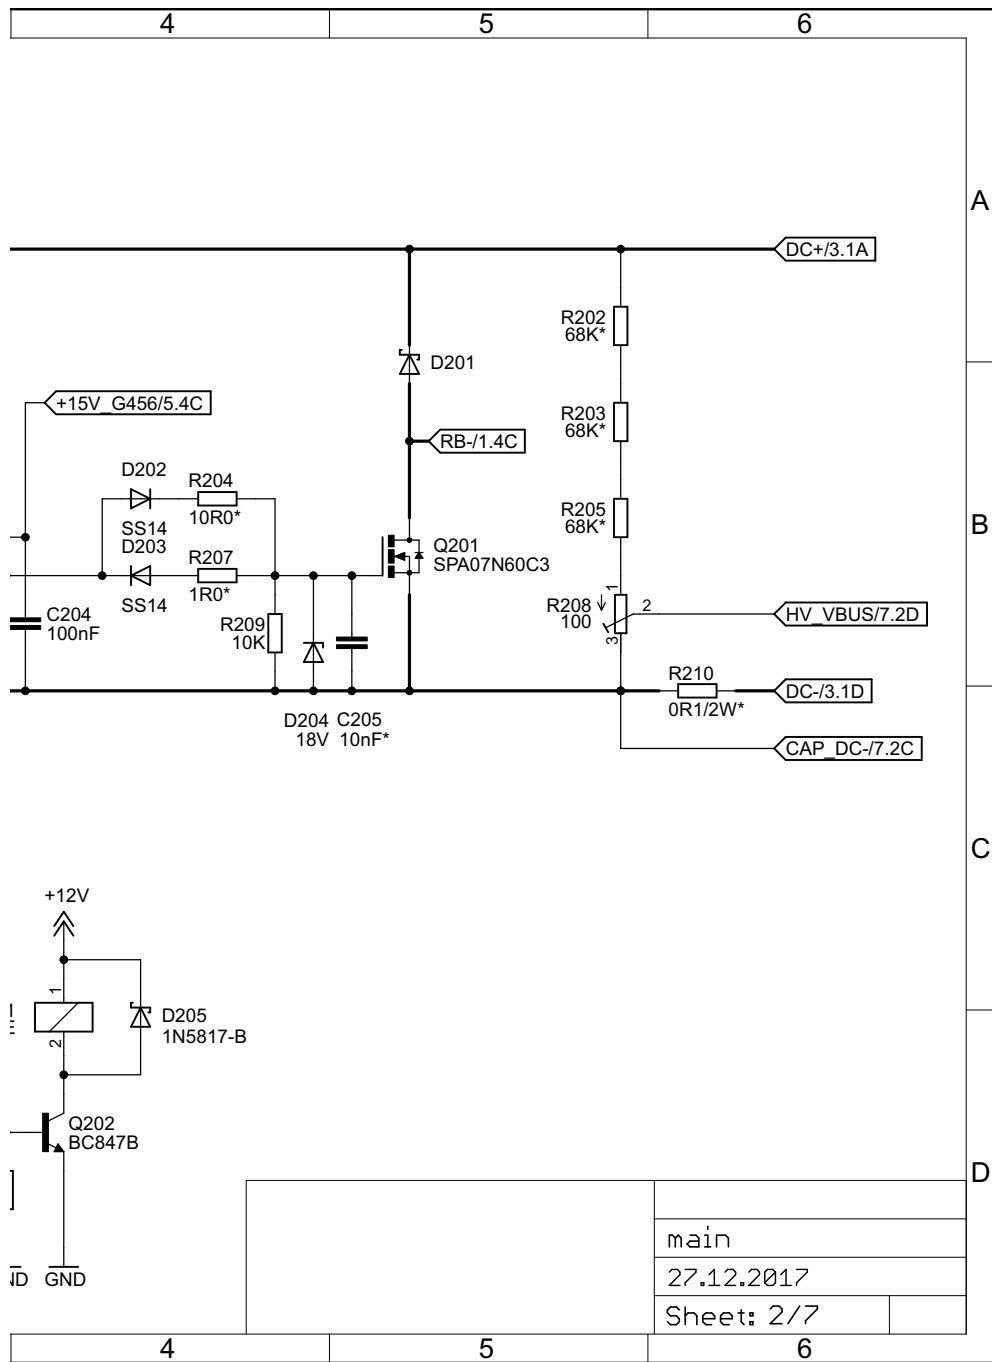 4 5 6
A
DC+/3.1A
R202
68K*
D201
+15V_G456/5.4C
R203
68K*
RB-/1.4C
D202
SS14
R204
10R0*
R205
68K*
B
D203
SS14
R207
1R0*
Q201
SPA07N60C3
C204
100nF
R209
10K
R208
100
1
2
3
HV_VBUS/7.2D
R210
0R1/2W*
DC-/3.1D
D204
18V
C205
10nF*
CAP_DC-/7.2C
C
+12V
1
2
D205
1N5817-B
Q202
BC847B
D
GND
main
27.12.2017
Sheet: 2/7
4 5 6